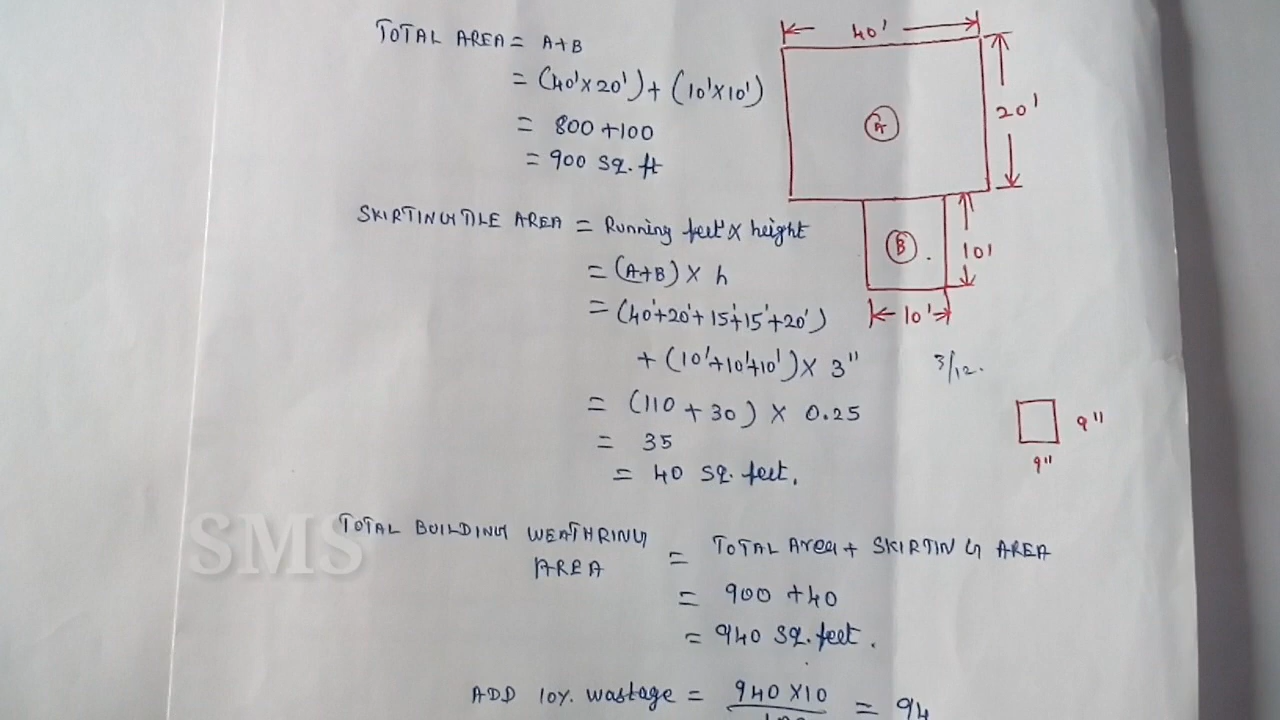 TOTAL AREA = A+B
= (40'x20') + (10'x10')
= 800 +100
= 900 sq. ft
SKIRTING TILE AREA = Running feet x height
= (A+B) x h
= (40'+20'+15'+15'+20')
+ (10'+10'+10') x 3"
= (110 + 30) x 0.25
= 35
= 40 sq. feet.
TOTAL BUILDING WEATHRING AREA = TOTAL Area + SKIRTING AREA
= 900 +40
= 940 sq. feet.
ADD 10%. wastage = 940 x10 = 94
40'
20'
A
B
10'
10'
3/12.
9"
9"
SMS